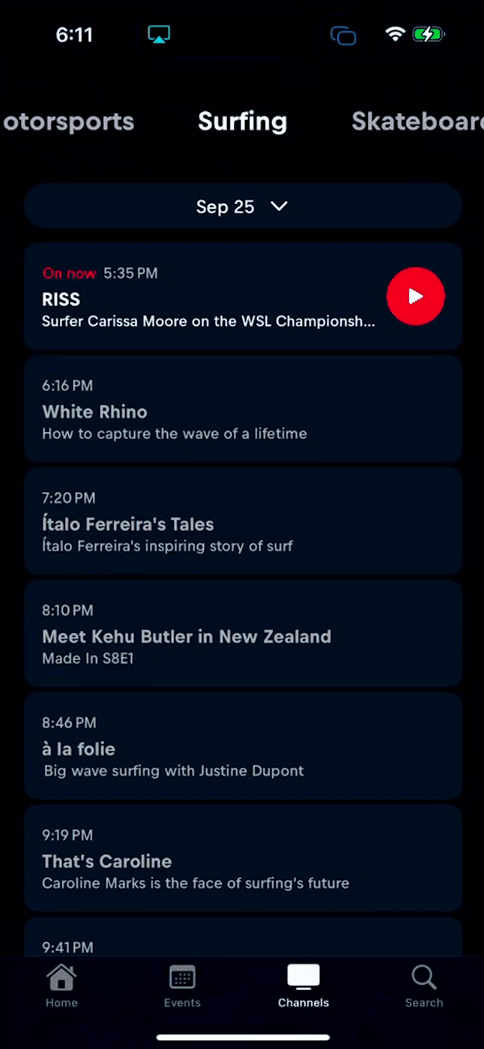 6:11
otorsports Surfing Skateboar
Sep 25
On now 5:35 PM
RISS
Surfer Carissa Moore on the WSL Championsh...
6:16 PM
White Rhino
How to capture the wave of a lifetime
7:20 PM
Ítalo Ferreira's Tales
Ítalo Ferreira's inspiring story of surf
8:10 PM
Meet Kehu Butler in New Zealand
Made In S8E1
8:46 PM
à la folie
Big wave surfing with Justine Dupont
9:19 PM
That's Caroline
Caroline Marks is the face of surfing's future
9:41 PM
Home Events Channels Search